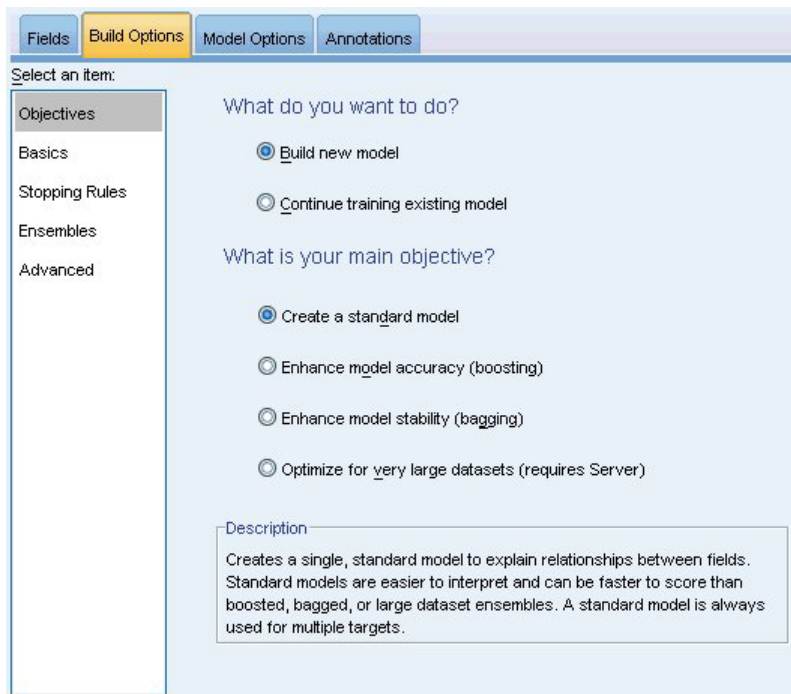 Fields
Build Options
Model Options
Annotations
Select an item:
Objectives
Basics
Stopping Rules
Ensembles
Advanced
What do you want to do?
Build new model
Continue training existing model
What is your main objective?
Create a standard model
Enhance model accuracy (boosting)
Enhance model stability (bagging)
Optimize for very large datasets (requires Server)
Description
Creates a single, standard model to explain relationships between fields.
Standard models are easier to interpret and can be faster to score than
boosted, bagged, or large dataset ensembles. A standard model is always
used for multiple targets.